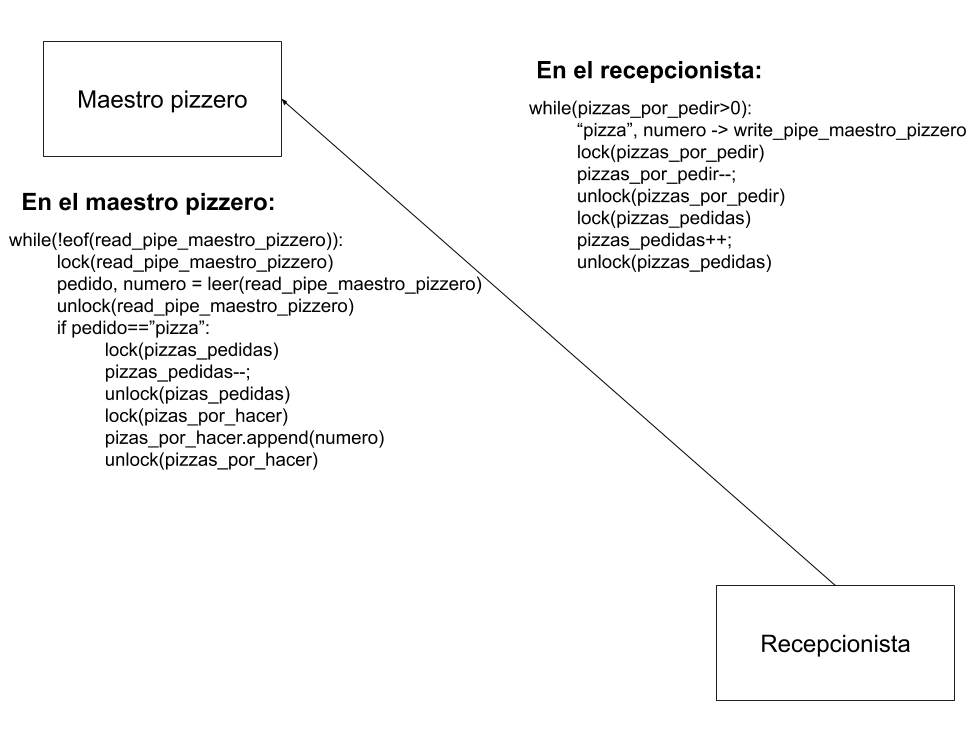 Maestro pizzero
En el maestro pizzero:
while(!eof(read_pipe_maestro_pizzero)):
lock(read_pipe_maestro_pizzero)
pedido, numero = leer(read_pipe_maestro_pizzero)
unlock(read_pipe_maestro_pizzero)
if pedido==”pizza”:
lock(pizzas_pedidas)
pizzas_pedidas--;
unlock(pizas_pedidas)
lock(pizas_por_hacer)
pizas_por_hacer.append(numero)
unlock(pizzas_por_hacer)
En el recepcionista:
while(pizzas_por_pedir>0):
“pizza”, numero -> write_pipe_maestro_pizzero
lock(pizzas_por_pedir)
pizzas_por_pedir--;
unlock(pizzas_por_pedir)
lock(pizzas_pedidas)
pizzas_pedidas++;
unlock(pizzas_pedidas)
Recepcionista